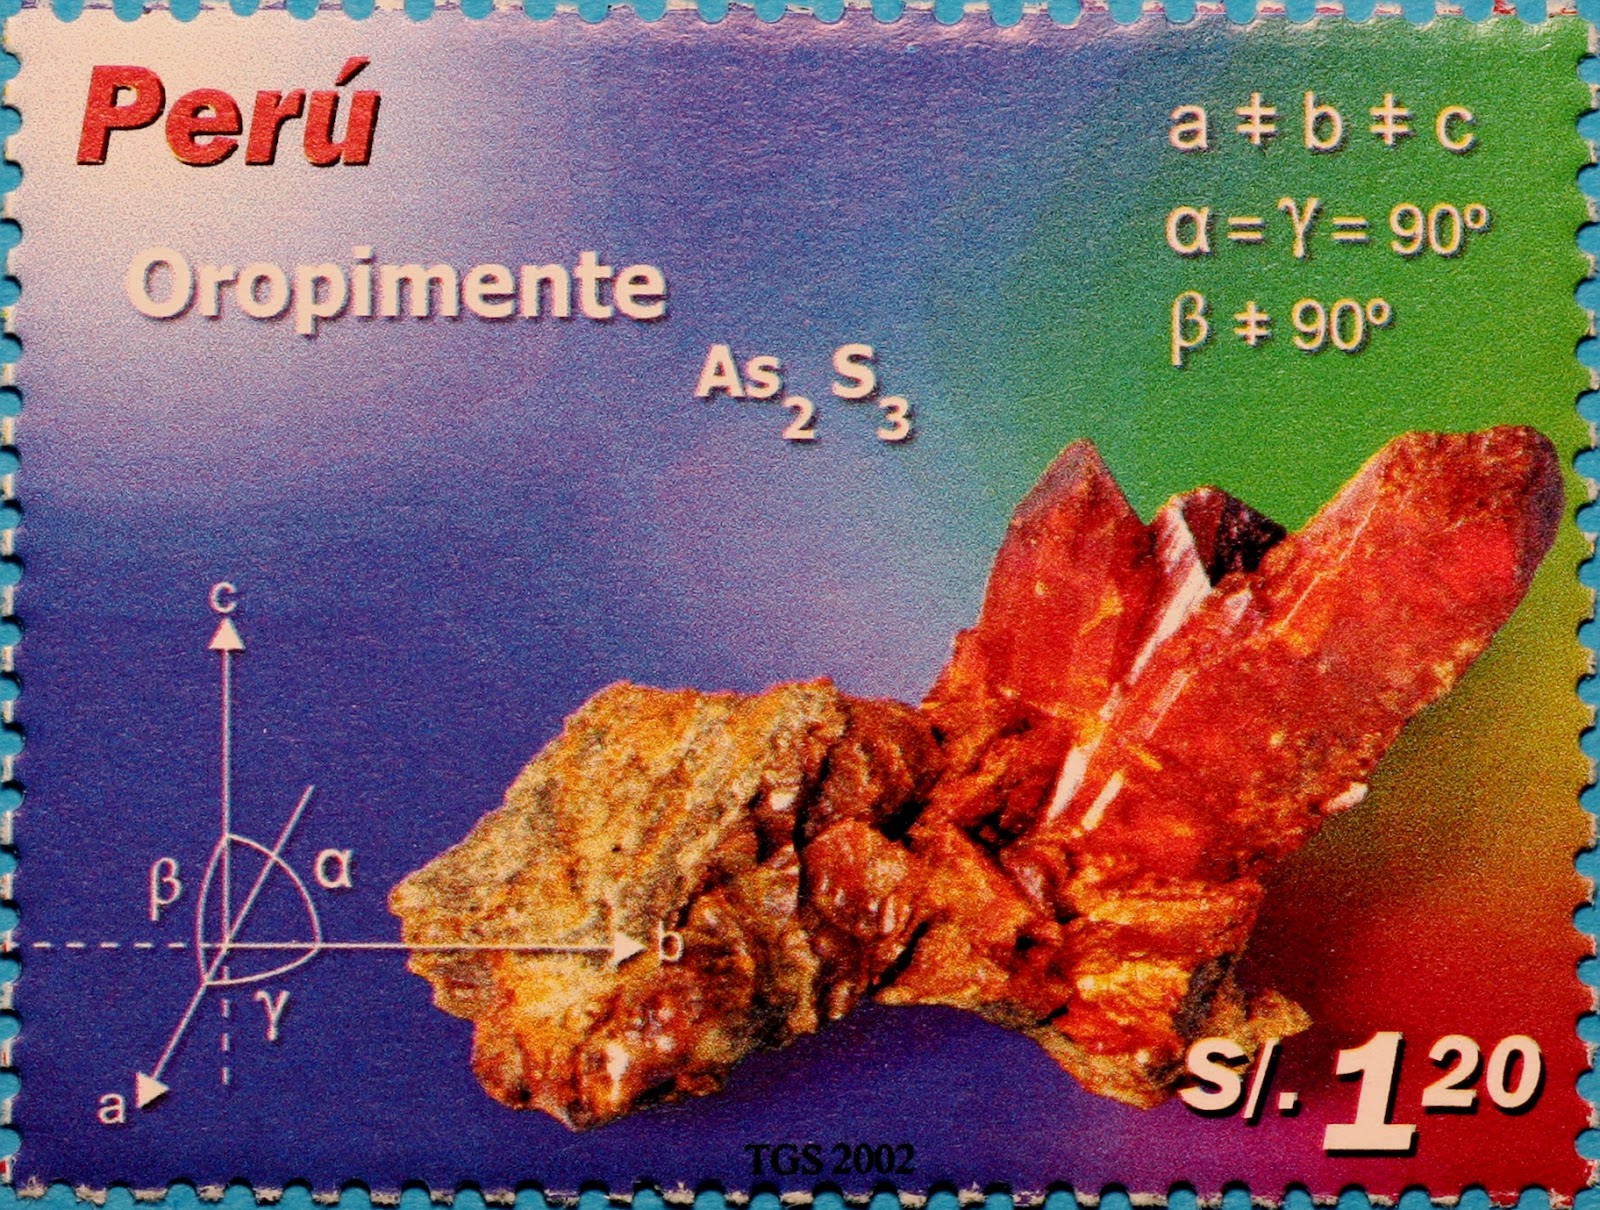 Perú
a ≠ b ≠ c
α = γ = 90º
β ≠ 90º
Oropimente
As₂ S₃
c
β α
b
γ
a
S/. 1 20
TGS 2002